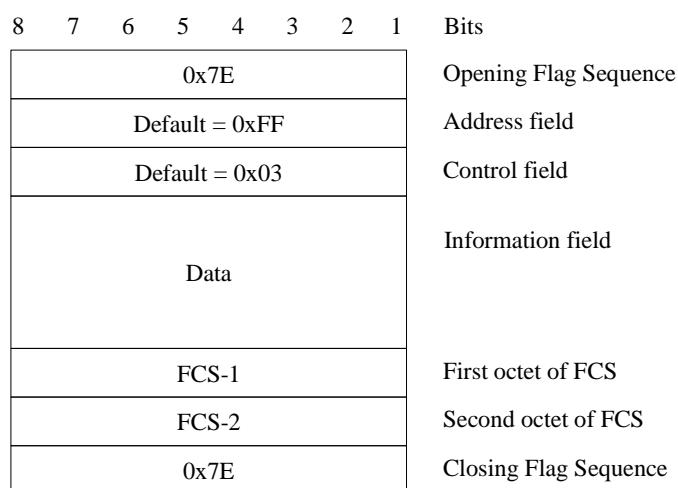 8 7 6 5 4 3 2 1 Bits
0x7E Opening Flag Sequence
Default = 0xFF Address field
Default = 0x03 Control field
Information field
Data
FCS-1 First octet of FCS
FCS-2 Second octet of FCS
0x7E Closing Flag Sequence